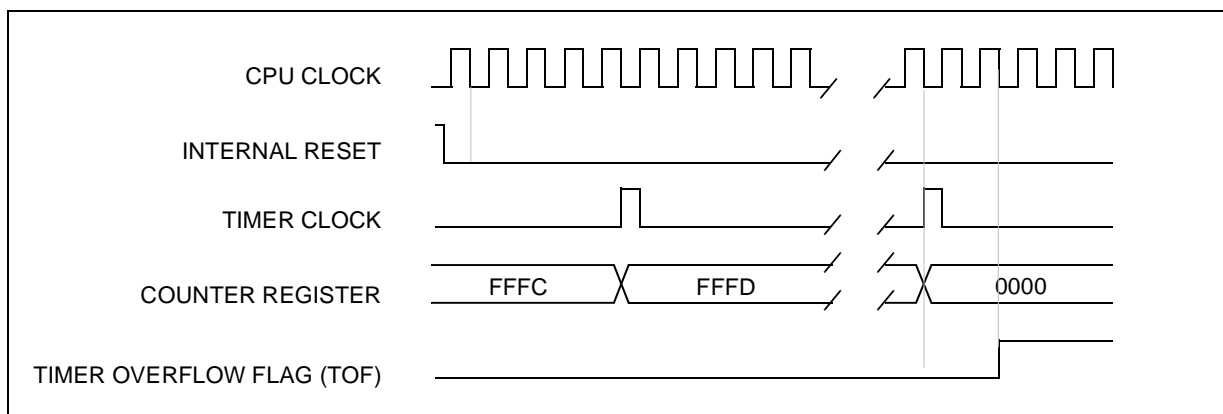 CPU CLOCK
INTERNAL RESET
TIMER CLOCK
COUNTER REGISTER FFFC FFFD 0000
TIMER OVERFLOW FLAG (TOF)